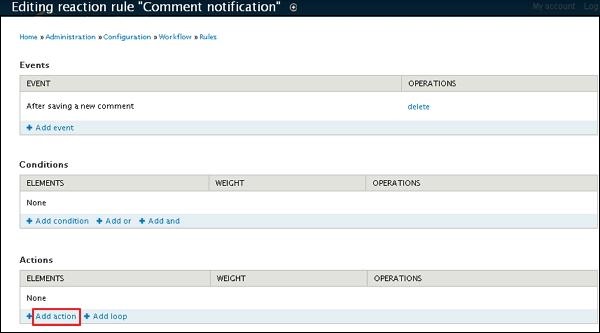 Editing reaction rule "Comment notification"
My account Log
Home » Administration » Configuration » Workflow » Rules
Events
EVENT OPERATIONS
After saving a new comment delete
+ Add event
Conditions
ELEMENTS WEIGHT OPERATIONS
None
+ Add condition + Add or + Add and
Actions
ELEMENTS WEIGHT OPERATIONS
None
+ Add action + Add loop